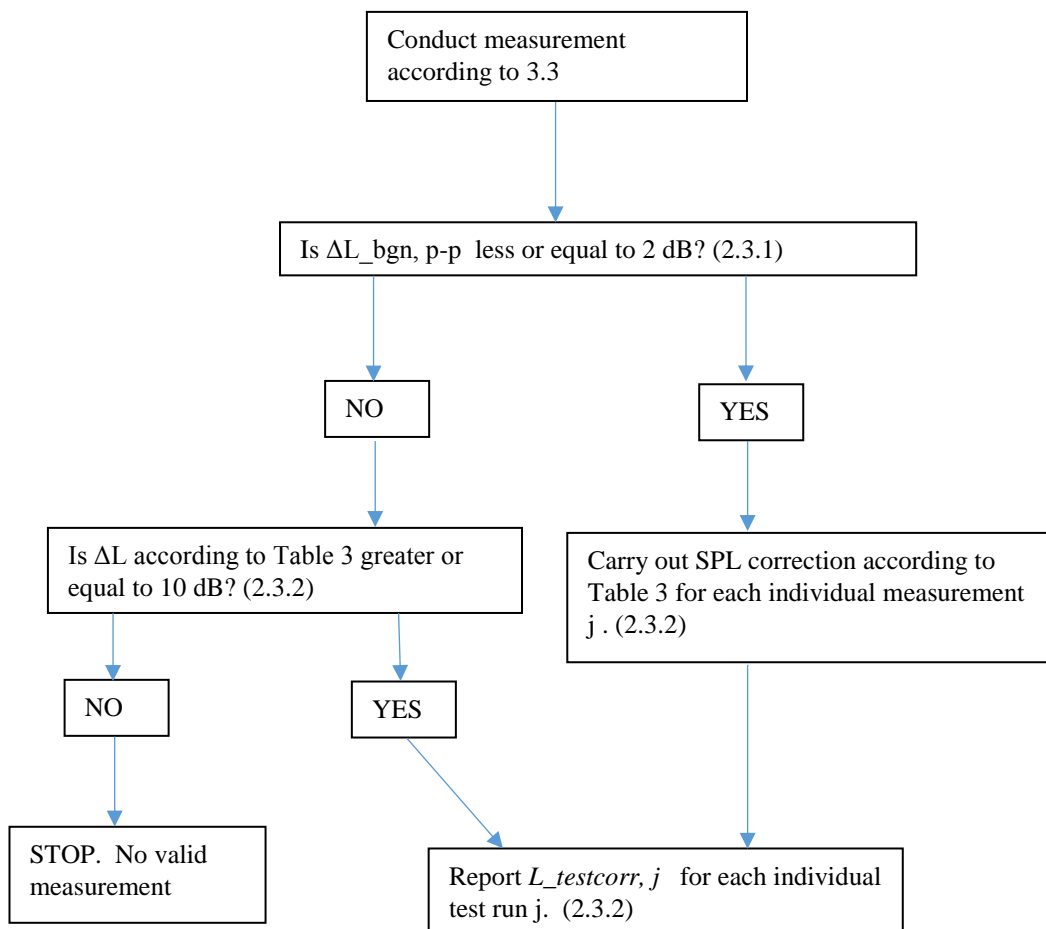 Conduct measurement
according to 3.3
Is ΔL_bgn, p-p  less or equal to 2 dB? (2.3.1)
NO
YES
Is ΔL according to Table 3 greater or
equal to 10 dB? (2.3.2)
Carry out SPL correction according to
Table 3 for each individual measurement
j . (2.3.2)
NO
YES
STOP.  No valid
measurement
Report L_testcorr, j   for each individual
test run j.  (2.3.2)